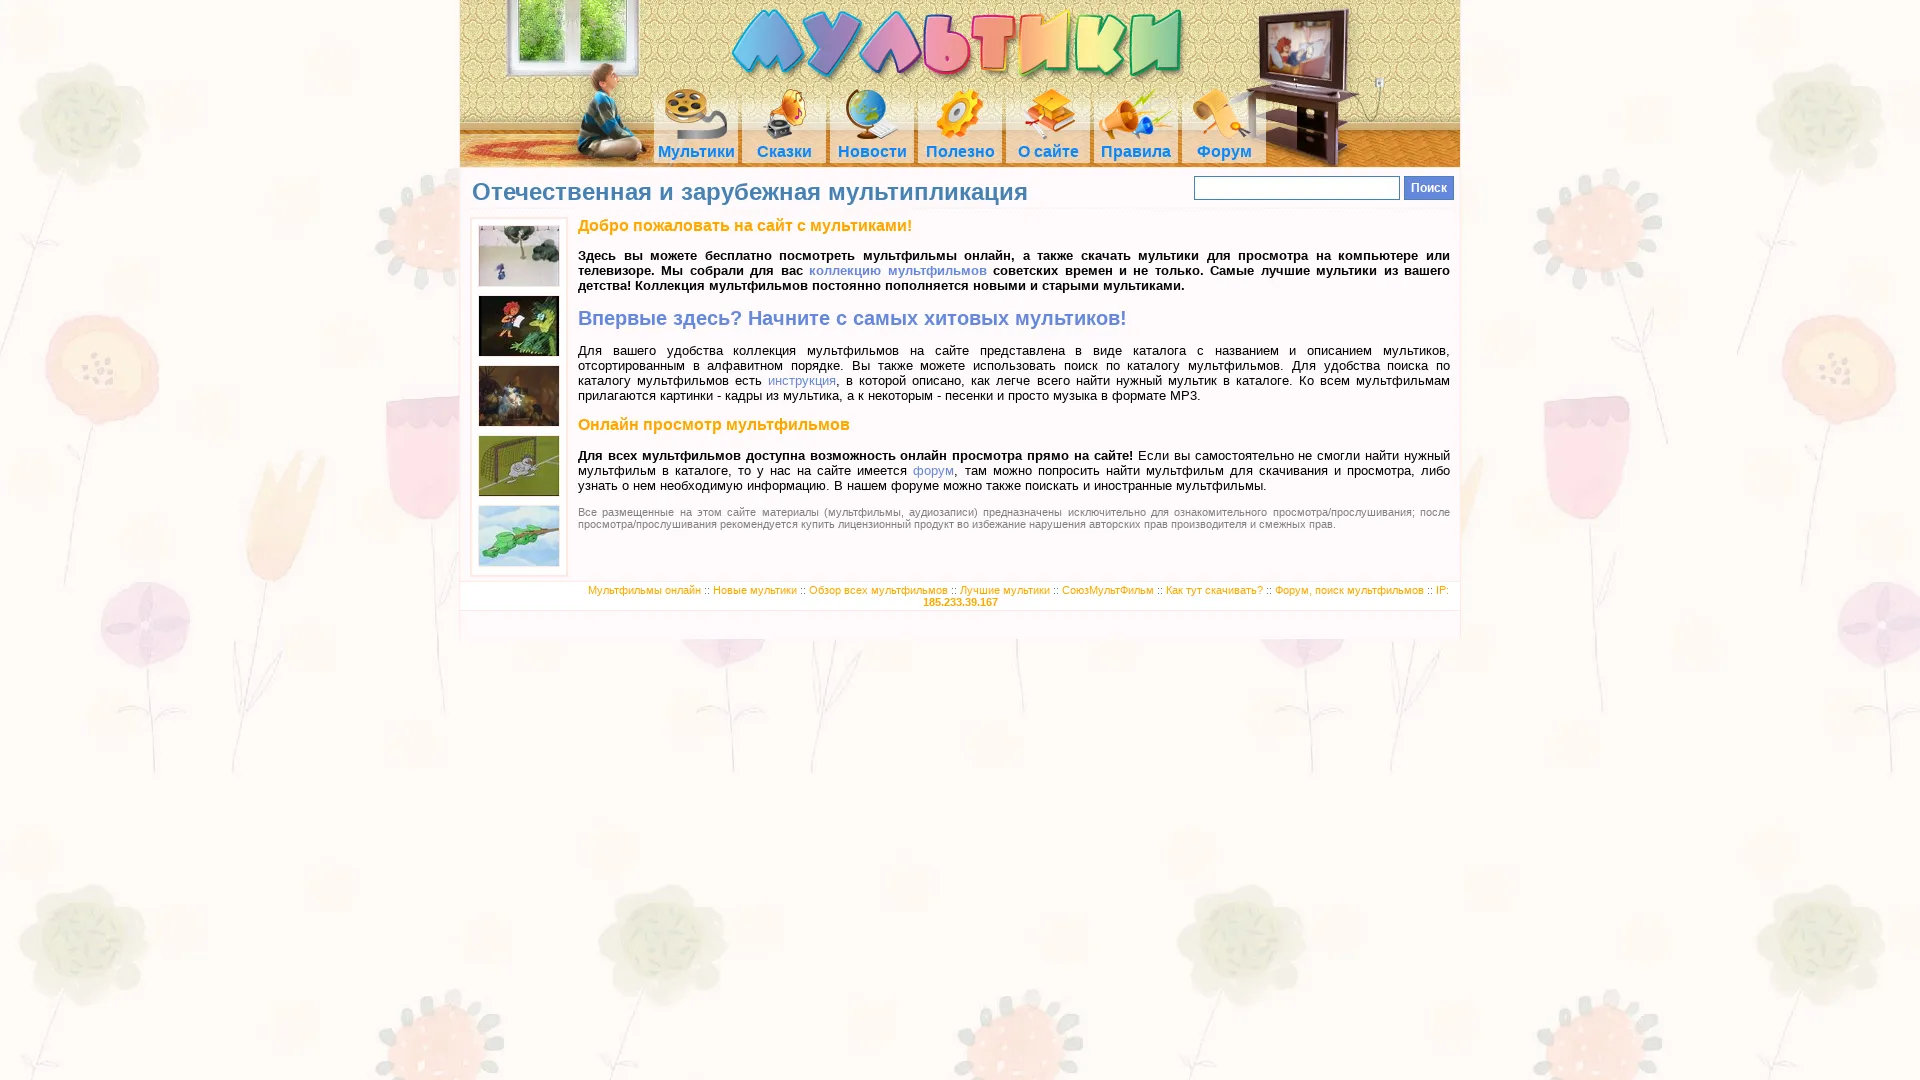 МУЛЬТИКИ
Мультики Сказки Новости Полезно О сайте Правила Форум
Отечественная и зарубежная мультипликация
Поиск
Добро пожаловать на сайт с мультиками!
Здесь вы можете бесплатно посмотреть мультфильмы онлайн, а также скачать мультики для просмотра на компьютере или
телевизоре. Мы собрали для вас коллекцию мультфильмов советских времен и не только. Самые лучшие мультики из вашего
детства! Коллекция мультфильмов постоянно пополняется новыми и старыми мультиками.
Впервые здесь? Начните с самых хитовых мультиков!
Для вашего удобства коллекция мультфильмов на сайте представлена в виде каталога с названием и описанием мультиков,
отсортированным в алфавитном порядке. Вы также можете использовать поиск по каталогу мультфильмов. Для удобства поиска по
каталогу мультфильмов есть инструкция, в которой описано, как легче всего найти нужный мультик в каталоге. Ко всем мультфильмам
прилагаются картинки - кадры из мультика, а к некоторым - песенки и просто музыка в формате MP3.
Онлайн просмотр мультфильмов
Для всех мультфильмов доступна возможность онлайн просмотра прямо на сайте! Если вы самостоятельно не смогли найти нужный
мультфильм в каталоге, то у нас на сайте имеется форум, там можно попросить найти мультфильм для скачивания и просмотра, либо
узнать о нем необходимую информацию. В нашем форуме можно также поискать и иностранные мультфильмы.
Все размещенные на этом сайте материалы (мультфильмы, аудиозаписи) предназначены исключительно для ознакомительного просмотра/прослушивания; после
просмотра/прослушивания рекомендуется купить лицензионный продукт во избежание нарушения авторских прав производителя и смежных прав.
Мультфильмы онлайн :: Новые мультики :: Обзор всех мультфильмов :: Лучшие мультики :: СоюзМультФильм :: Как тут скачивать? :: Форум, поиск мультфильмов :: IP:
185.233.39.167